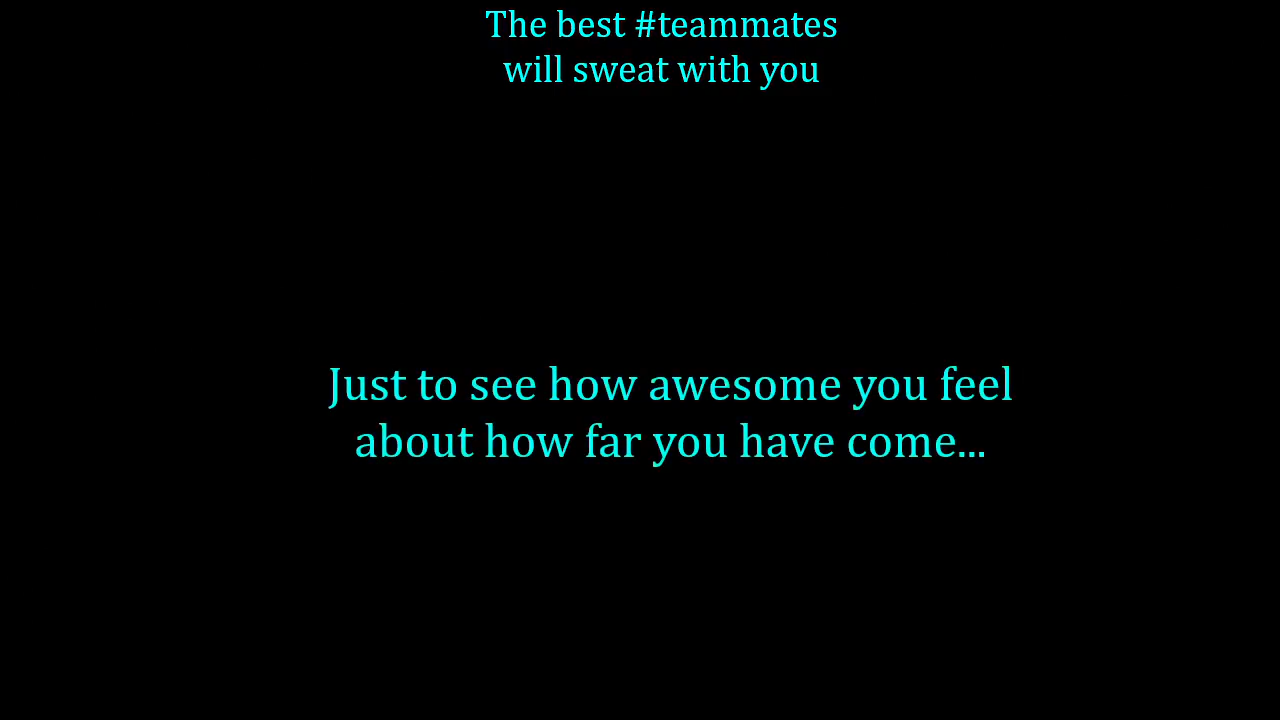 The best #teammates
will sweat with you
Just to see how awesome you feel
about how far you have come...